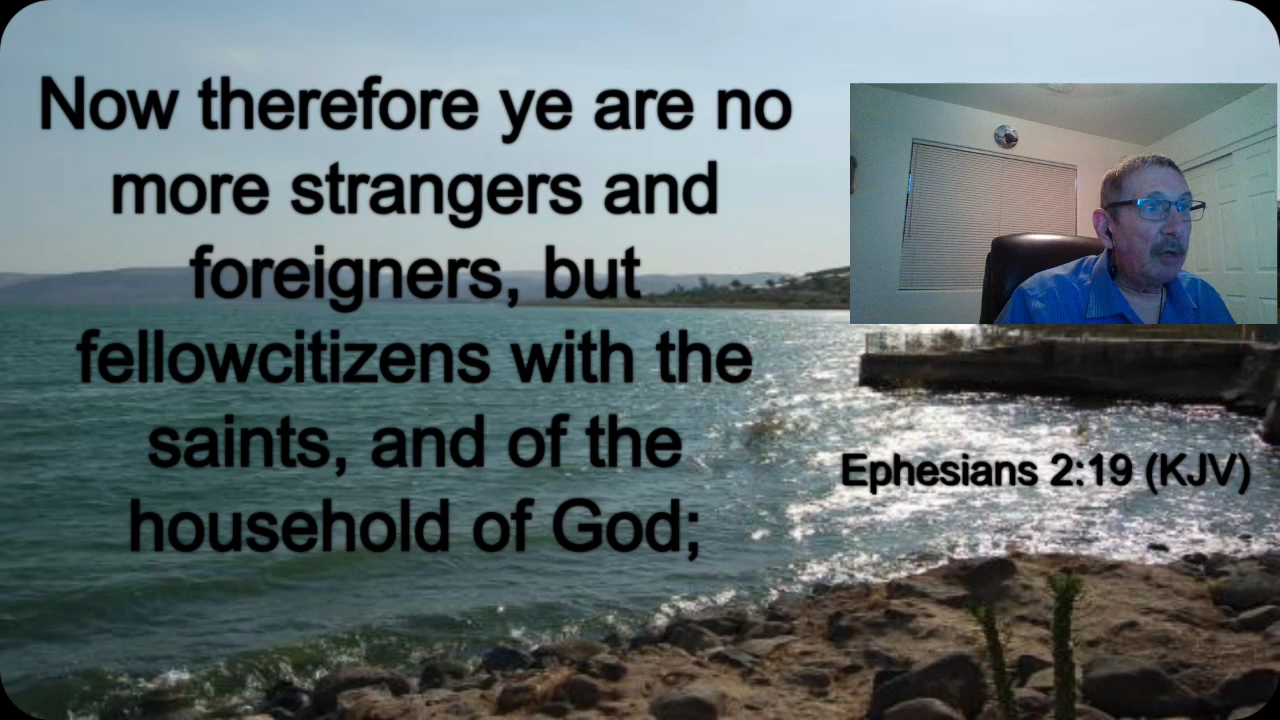 Now therefore ye are no
more strangers and
foreigners, but
fellowcitizens with the
saints, and of the
household of God;
Ephesians 2:19 (KJV)